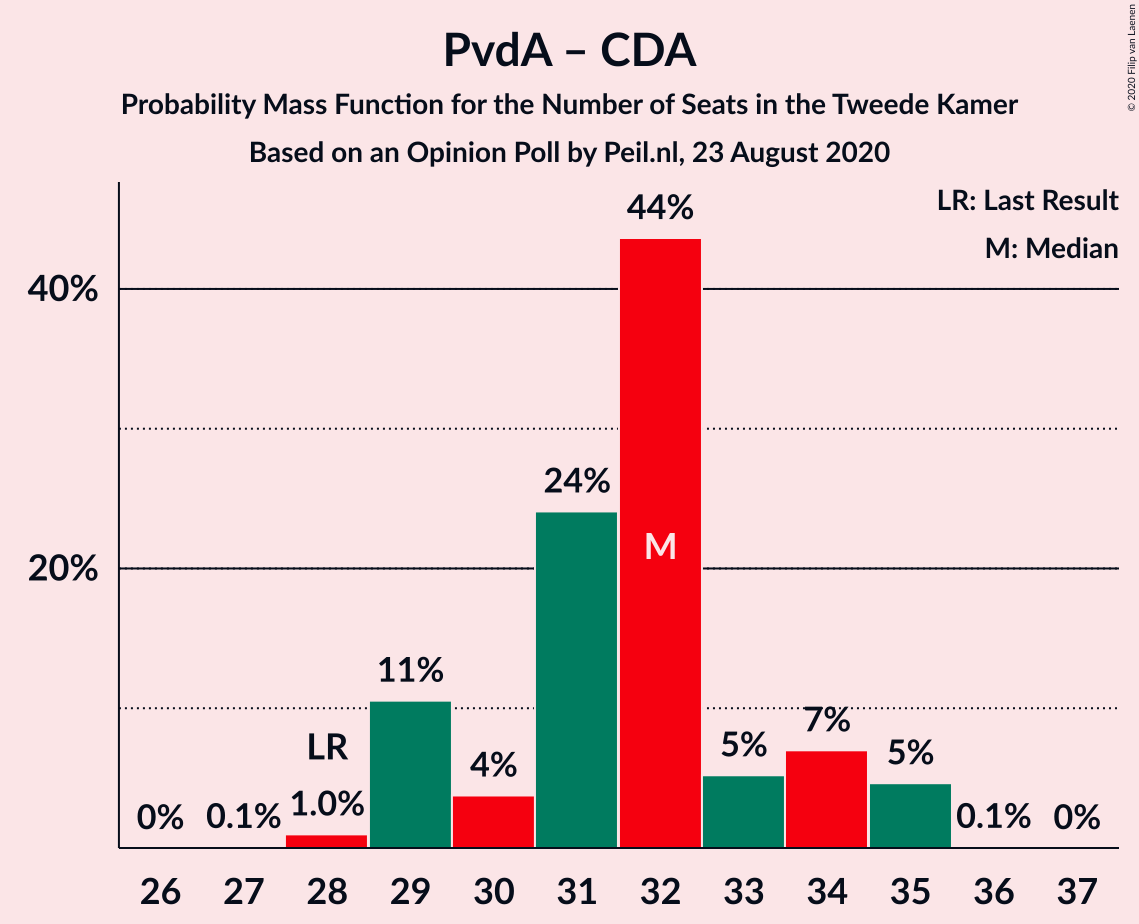 PvdA – CDA
Probability Mass Function for the Number of Seats in the Tweede Kamer
Based on an Opinion Poll by Peil.nl, 23 August 2020
© 2020 Filip van Laenen
LR: Last Result
M: Median
44%
40%
24%
M
20%
11%
7%
LR
5%
5%
4%
1.0%
0%
0.1%
0.1%
0%
26 27 28 29 30 31 32 33 34 35 36 37